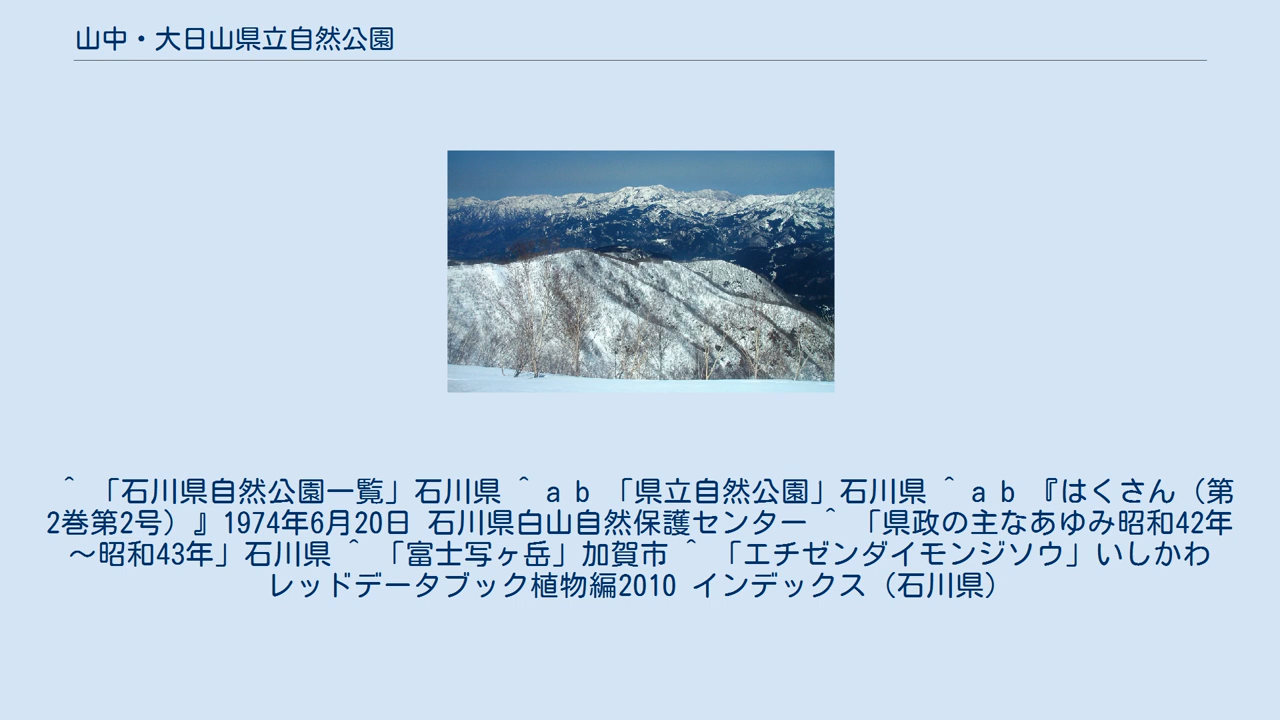 山中・大日山県立自然公園
^ 「石川県自然公園一覧」石川県 ^ a b 「県立自然公園」石川県 ^ a b 『はくさん（第
2巻第2号）』1974年6月20日 石川県白山自然保護センター ^ 「県政の主なあゆみ昭和42年
～昭和43年」石川県 ^ 「富士写ヶ岳」加賀市 ^ 「エチゼンダイモンジソウ」いしかわ
レッドデータブック植物編2010 インデックス（石川県）